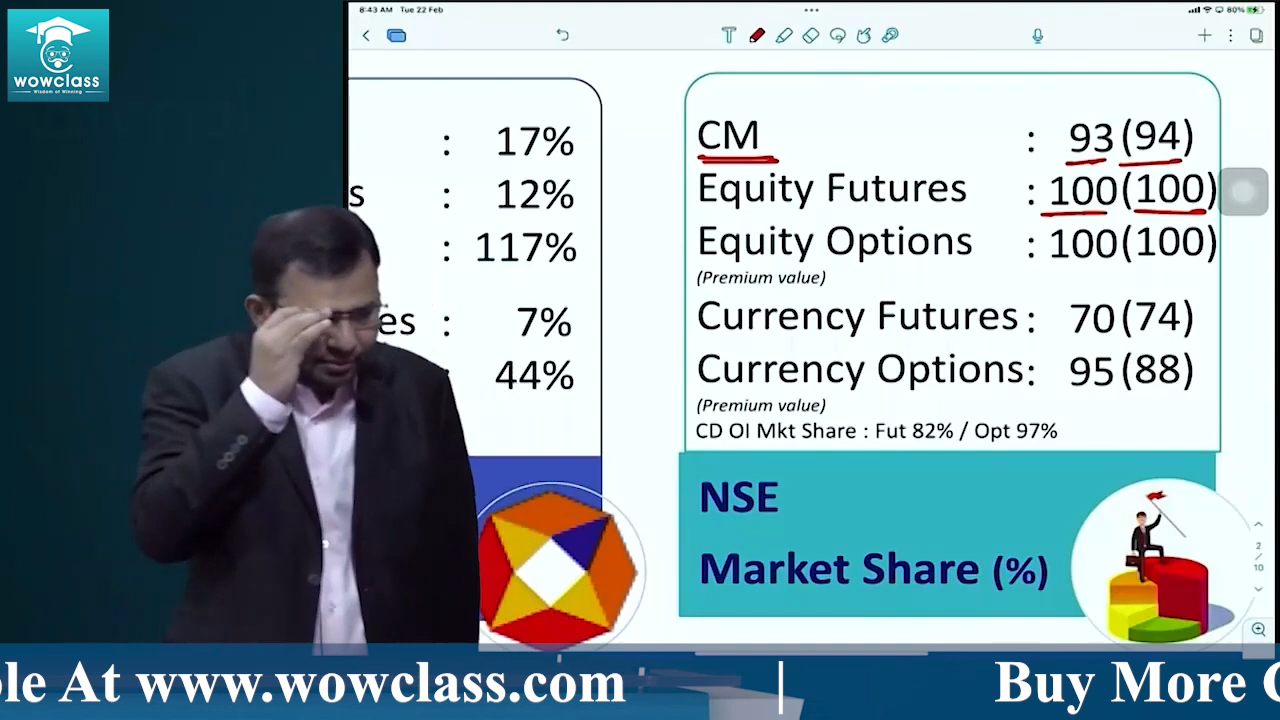 wowclass
Wisdom of Winning
8:43 AM Tue 22 Feb
80%
T
: 17%
s : 12%
: 117%
es : 7%
44%
CM : 93 (94)
Equity Futures : 100 (100)
Equity Options : 100 (100)
(Premium value)
Currency Futures : 70 (74)
Currency Options : 95 (88)
(Premium value)
CD OI Mkt Share : Fut 82% / Opt 97%
NSE
Market Share (%)
2
/
10
le At www.wowclass.com | Buy More